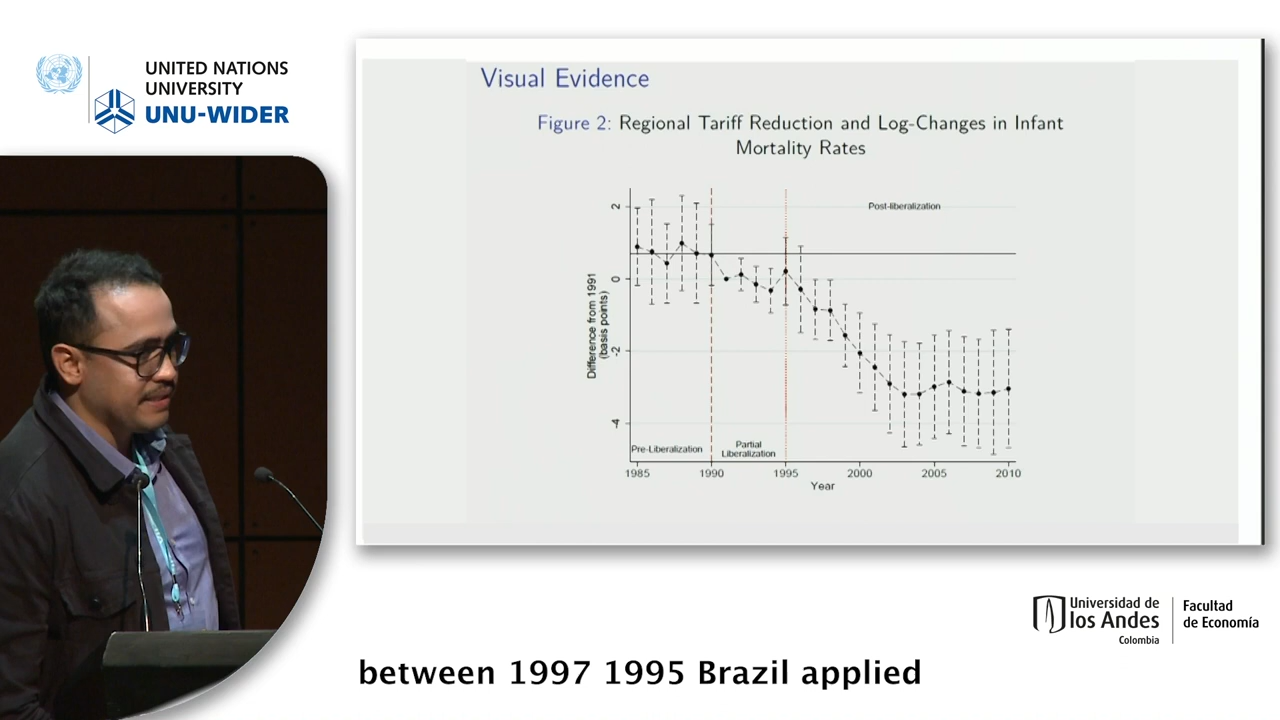 UNITED NATIONS
UNIVERSITY
UNU-WIDER
Visual Evidence
Figure 2: Regional Tariff Reduction and Log-Changes in Infant
Mortality Rates
Difference from 1991
(basis points)
2
0
-2
-4
Post-liberalization
Pre-Liberalization
Partial
Liberalization
1985
1990
1995
2000
2005
2010
Year
Universidad de
los Andes
Colombia
Facultad
de Economía
between 1997 1995 Brazil applied